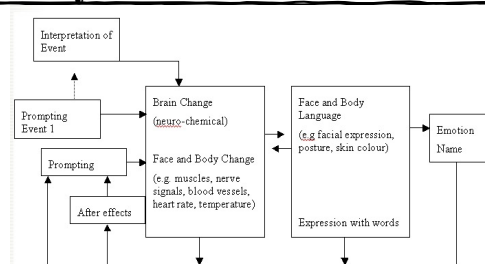 Interpretation of
Event
Prompting
Event 1
Prompting
After effects
Brain Change
(neuro-chemical)
Face and Body Change
(e.g. muscles, nerve
signals, blood vessels,
heart rate, temperature)
Face and Body
Language
(e.g facial expression,
posture, skin colour)
Expression with words
Emotion
Name